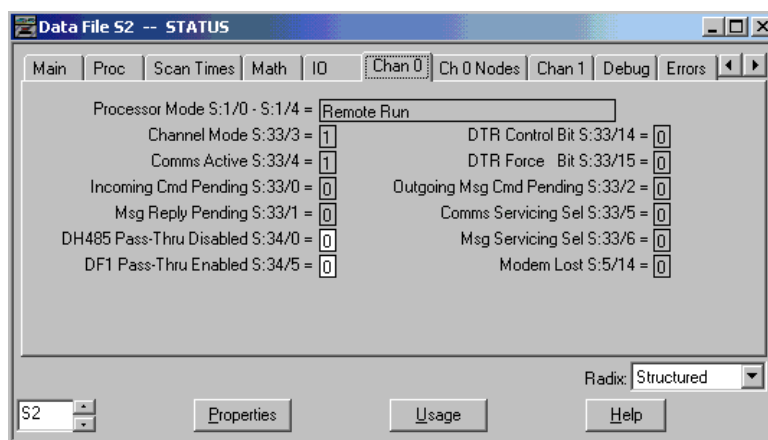 Data File S2 -- STATUS
Main Proc Scan Times Math IO Chan 0 Ch 0 Nodes Chan 1 Debug Errors
Processor Mode S:1/0 - S:1/4 = Remote Run
Channel Mode S:33/3 = 1 DTR Control Bit S:33/14 = 0
Comms Active S:33/4 = 1 DTR Force Bit S:33/15 = 0
Incoming Cmd Pending S:33/0 = 0 Outgoing Msg Cmd Pending S:33/2 = 0
Msg Reply Pending S:33/1 = 0 Comms Servicing Sel S:33/5 = 0
DH485 Pass-Thru Disabled S:34/0 = 0 Msg Servicing Sel S:33/6 = 0
DF1 Pass-Thru Enabled S:34/5 = 0 Modem Lost S:5/14 = 0
Radix: Structured
S2 Properties Usage Help